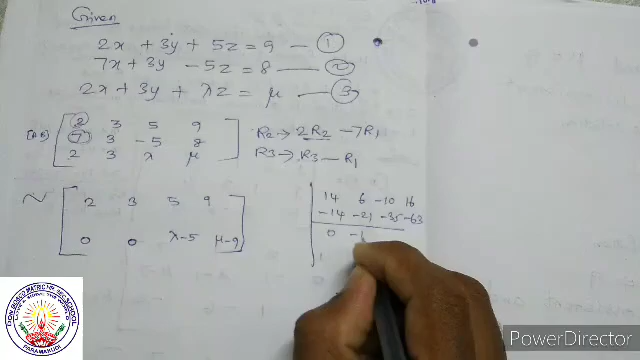 Given
2x + 3y + 5z = 9 — ①
7x + 3y - 5z = 8 — ②
2x + 3y + λz = μ — ③
[A B] [ 2 3 5 9 R2 → 2R2 - 7R1
7 3 -5 8 R3 → R3 - R1
2 3 λ μ ]
~ [ 2 3 5 9
0 0 λ-5 μ-9 ]
14 6 -10 16
-14 -21 -35 -63
0 -1
PARAMAKUDI
PowerDirector